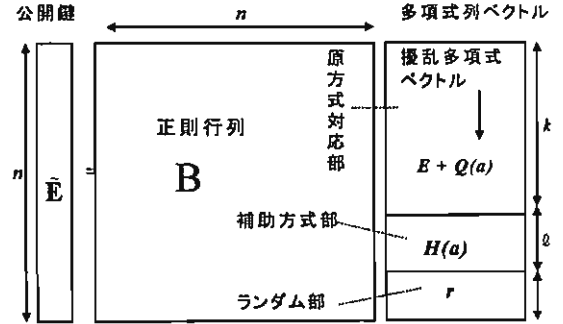 公開鍵
n
多項式列ベクトル
n
Ẽ
=
正則行列
B
原方式対応部
擾乱多項式
ベクトル
E + Q(a)
k
補助方式部
H(a)
ℓ
ランダム部
r